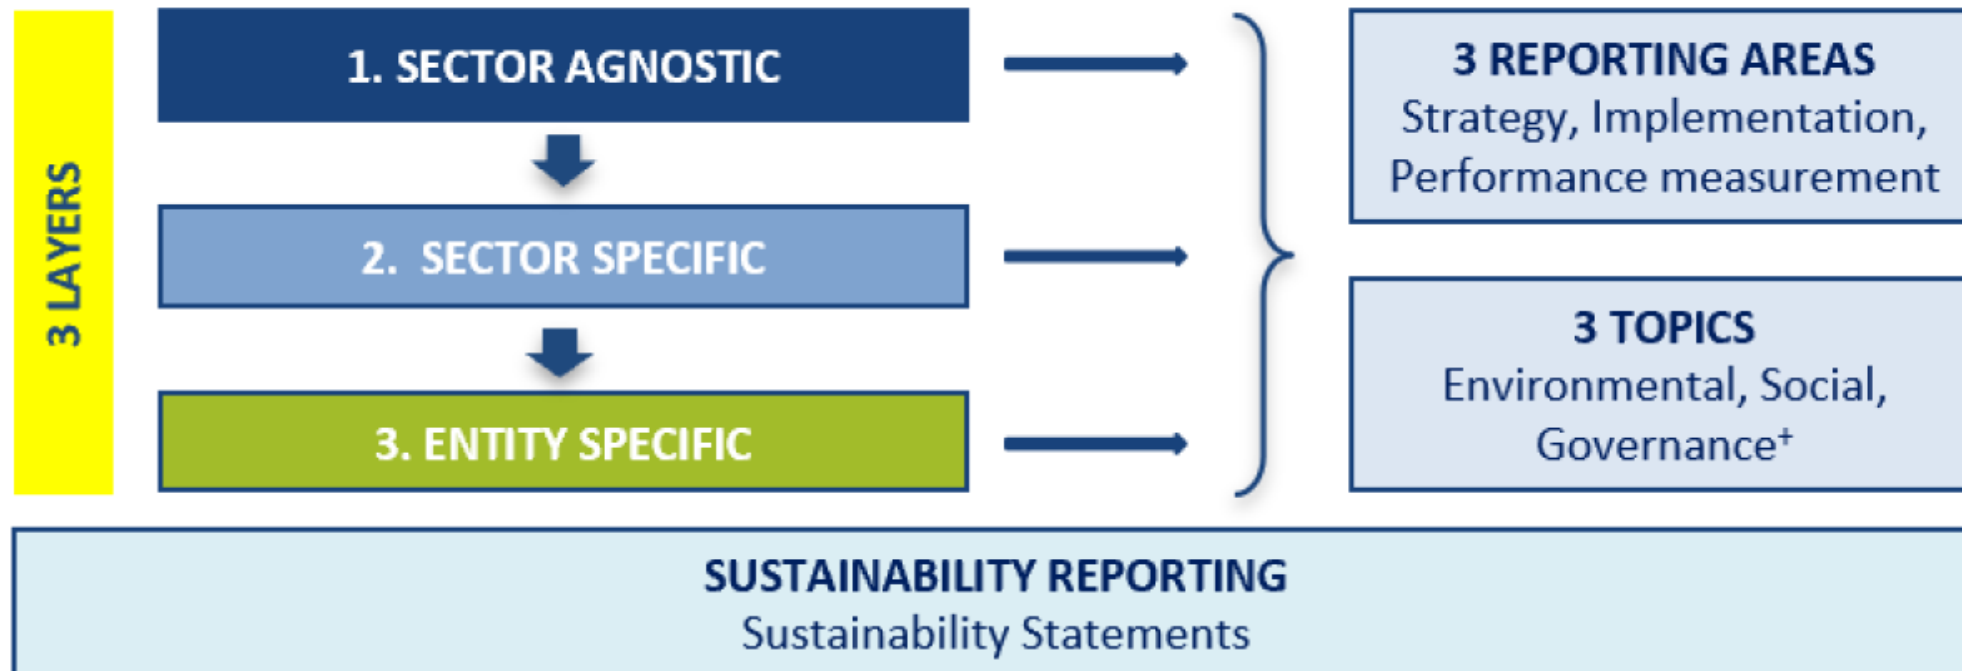 3 LAYERS
1. SECTOR AGNOSTIC
2. SECTOR SPECIFIC
3. ENTITY SPECIFIC
3 REPORTING AREAS
Strategy, Implementation,
Performance measurement
3 TOPICS
Environmental, Social,
Governance⁺
SUSTAINABILITY REPORTING
Sustainability Statements